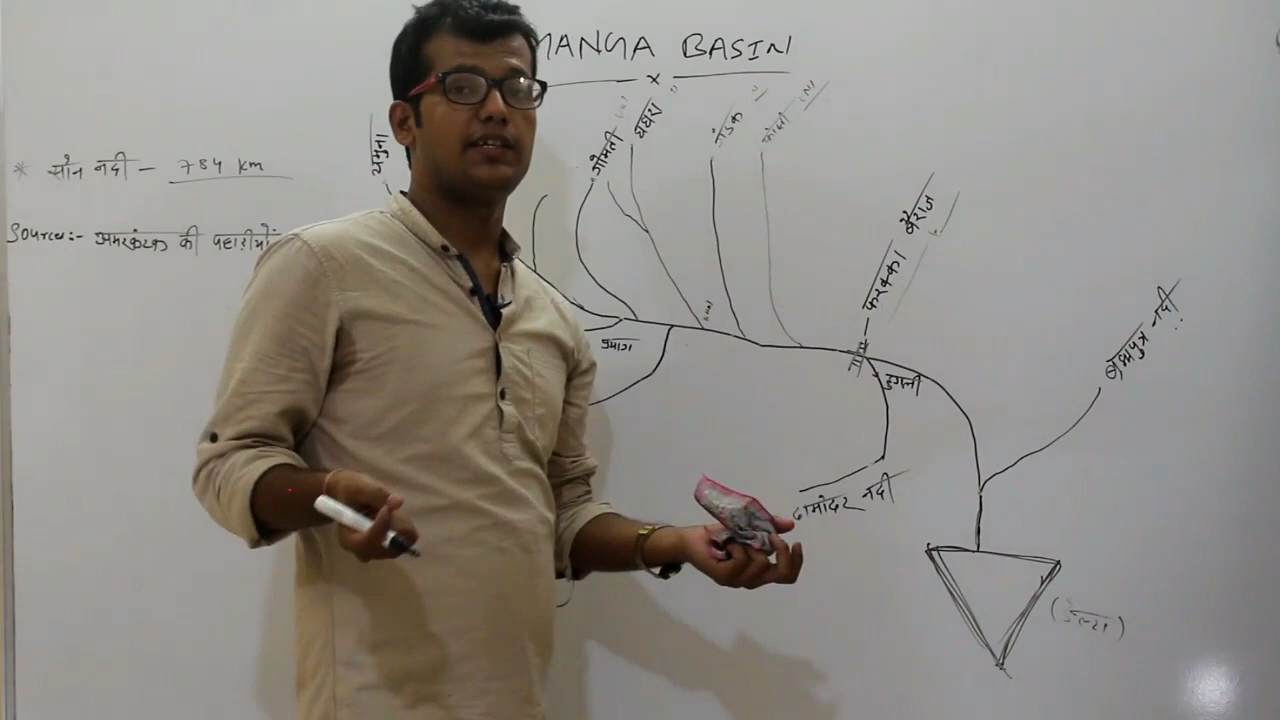 GANGA BASIN
x
यमुना
गोमती
घाघरा "
गंडक "
कोसी (N)
* सोन नदी - 784 km
Source:- अमरकंटक की पहाड़ीयों
प्रयाग
फरक्का बैराज
हुगली
ब्रह्मपुत्र नदी
दामोदर नदी
(डेल्टा)